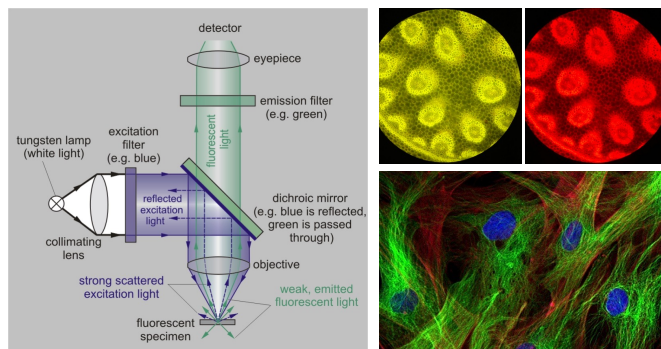 detector
eyepiece
emission filter
(e.g. green)
excitation
filter
(e.g. blue)
tungsten lamp
(white light)
fluorescent
light
reflected
excitation
light
dichroic mirror
(e.g. blue is reflected,
green is passed
through)
collimating
lens
objective
strong scattered
excitation light
weak, emitted
fluorescent light
fluorescent
specimen